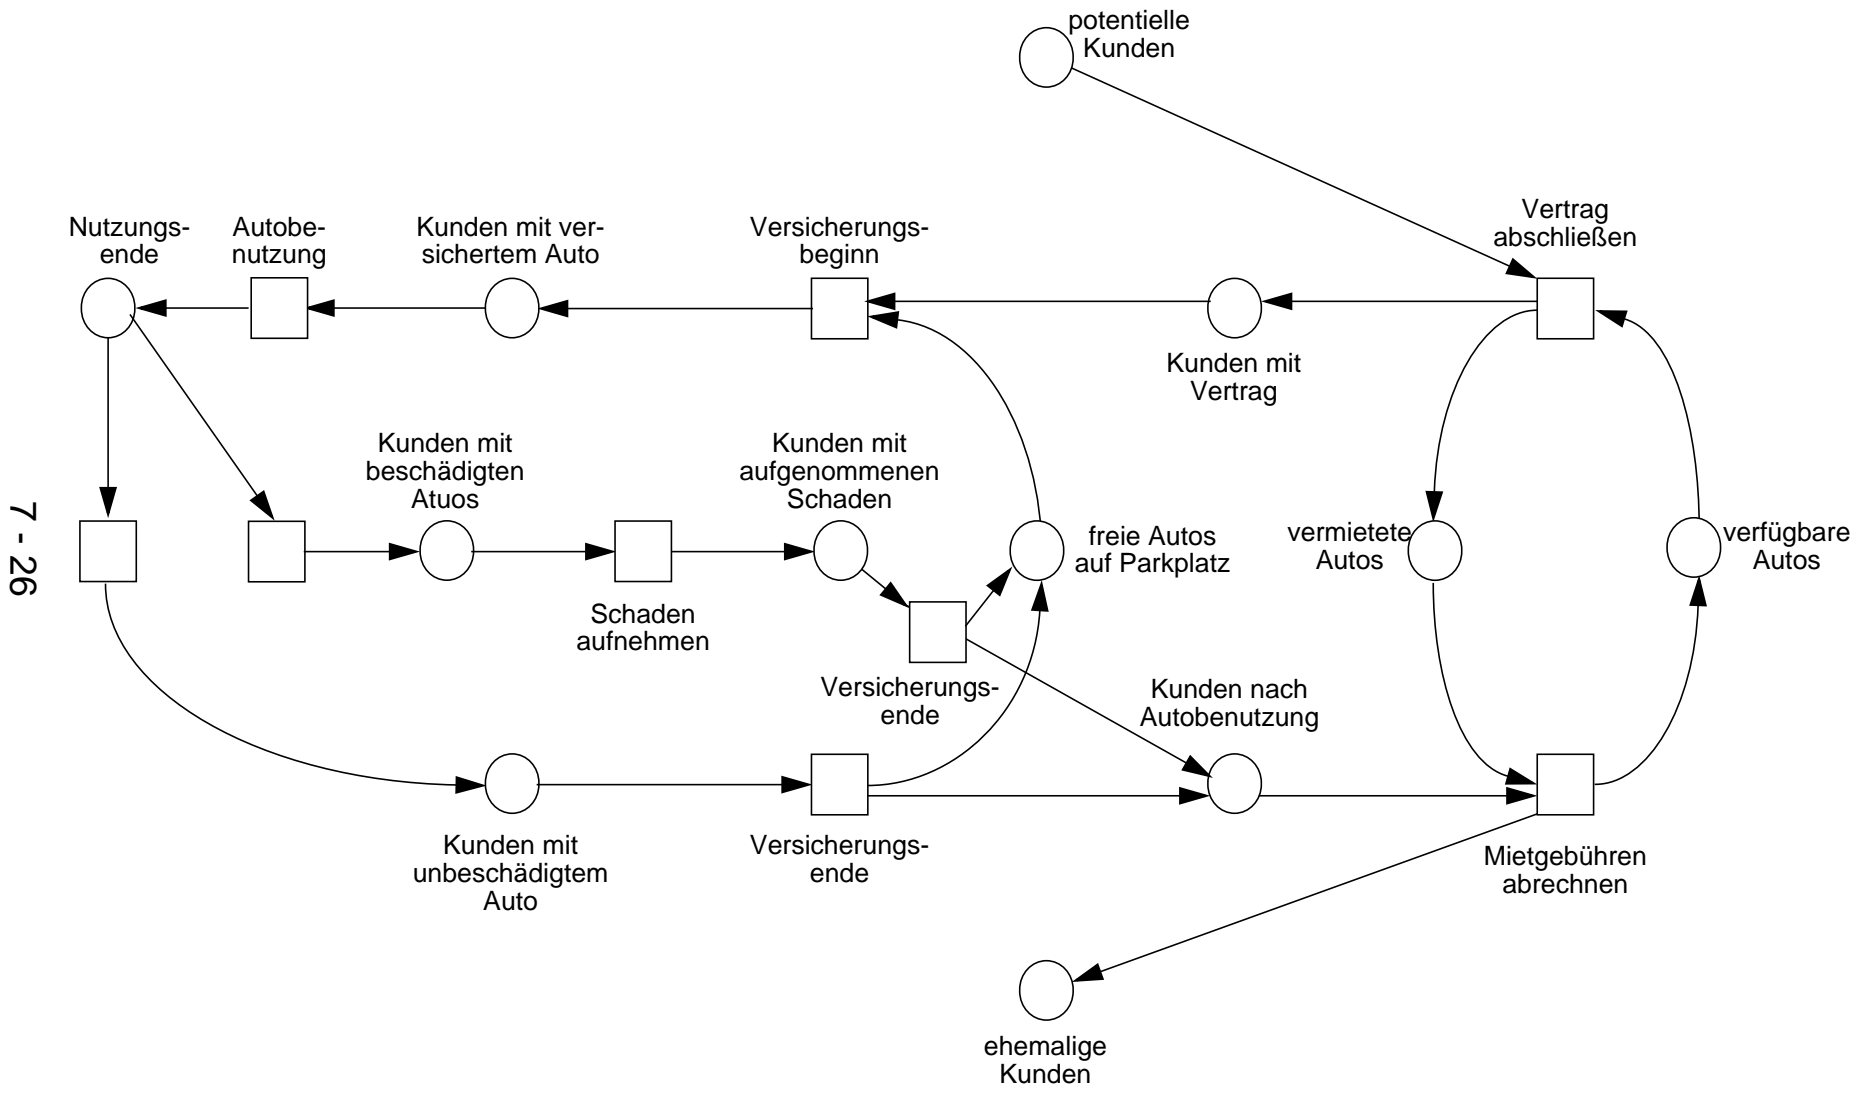 potentielle
Kunden
Vertrag
abschließen
Nutzungs-
ende
Autobe-
nutzung
Kunden mit ver-
sichertem Auto
Versicherungs-
beginn
Kunden mit
Vertrag
Kunden mit
beschädigten
Atuos
Kunden mit
aufgenommenen
Schaden
freie Autos
auf Parkplatz
vermietete
Autos
verfügbare
Autos
7 - 26
Schaden
aufnehmen
Versicherungs-
ende
Kunden nach
Autobenutzung
Kunden mit
unbeschädigtem
Auto
Versicherungs-
ende
Mietgebühren
abrechnen
ehemalige
Kunden